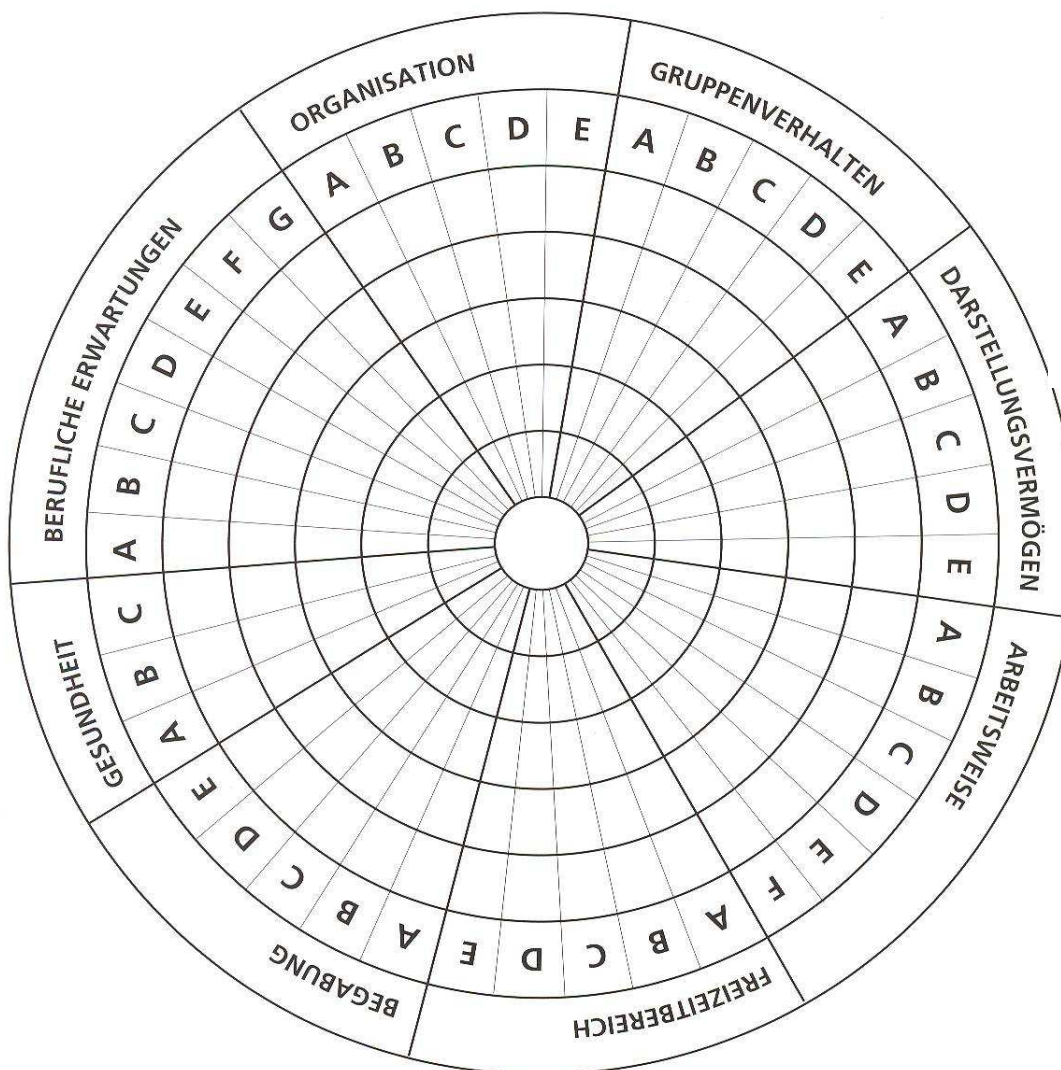 ORGANISATION
A B C D E
GRUPPENVERHALTEN
A B C D E
DARSTELLUNGSVERMÖGEN
A B C D E
ARBEITSWEISE
A B C D E F
FREIZEITBEREICH
A B C D E
BEGABUNG
A B C D E
GESUNDHEIT
A B C
BERUFLICHE ERWARTUNGEN
A B C D E F G